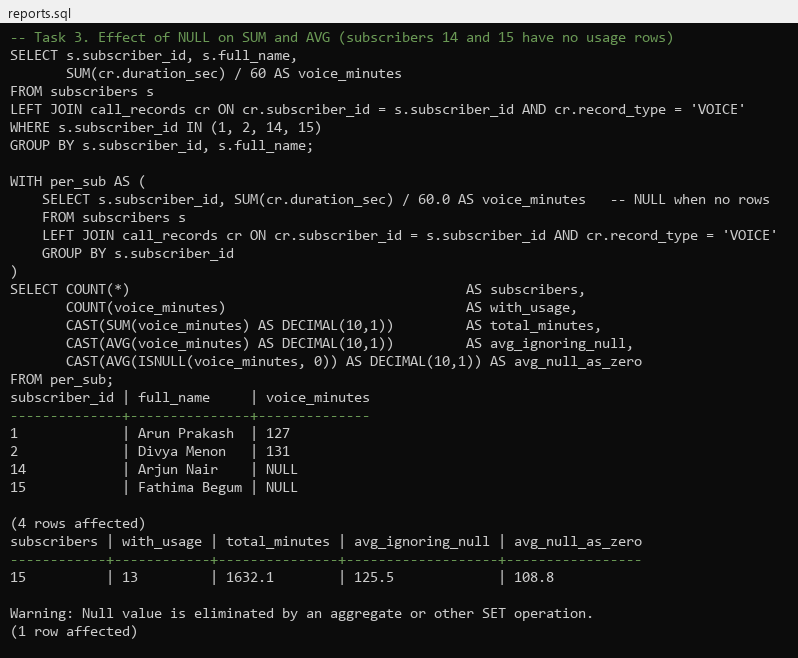 reports.sql
-- Task 3. Effect of NULL on SUM and AVG (subscribers 14 and 15 have no usage rows)
SELECT s.subscriber_id, s.full_name,
       SUM(cr.duration_sec) / 60 AS voice_minutes
FROM subscribers s
LEFT JOIN call_records cr ON cr.subscriber_id = s.subscriber_id AND cr.record_type = 'VOICE'
WHERE s.subscriber_id IN (1, 2, 14, 15)
GROUP BY s.subscriber_id, s.full_name;

WITH per_sub AS (
    SELECT s.subscriber_id, SUM(cr.duration_sec) / 60.0 AS voice_minutes   -- NULL when no rows
    FROM subscribers s
    LEFT JOIN call_records cr ON cr.subscriber_id = s.subscriber_id AND cr.record_type = 'VOICE'
    GROUP BY s.subscriber_id
)
SELECT COUNT(*)                                          AS subscribers,
       COUNT(voice_minutes)                              AS with_usage,
       CAST(SUM(voice_minutes) AS DECIMAL(10,1))         AS total_minutes,
       CAST(AVG(voice_minutes) AS DECIMAL(10,1))         AS avg_ignoring_null,
       CAST(AVG(ISNULL(voice_minutes, 0)) AS DECIMAL(10,1)) AS avg_null_as_zero
FROM per_sub;
subscriber_id | full_name     | voice_minutes
--------------+---------------+--------------
1             | Arun Prakash  | 127
2             | Divya Menon   | 131
14            | Arjun Nair    | NULL
15            | Fathima Begum | NULL

(4 rows affected)
subscribers | with_usage | total_minutes | avg_ignoring_null | avg_null_as_zero
------------+------------+---------------+-------------------+-----------------
15          | 13         | 1632.1        | 125.5             | 108.8

Warning: Null value is eliminated by an aggregate or other SET operation.
(1 row affected)